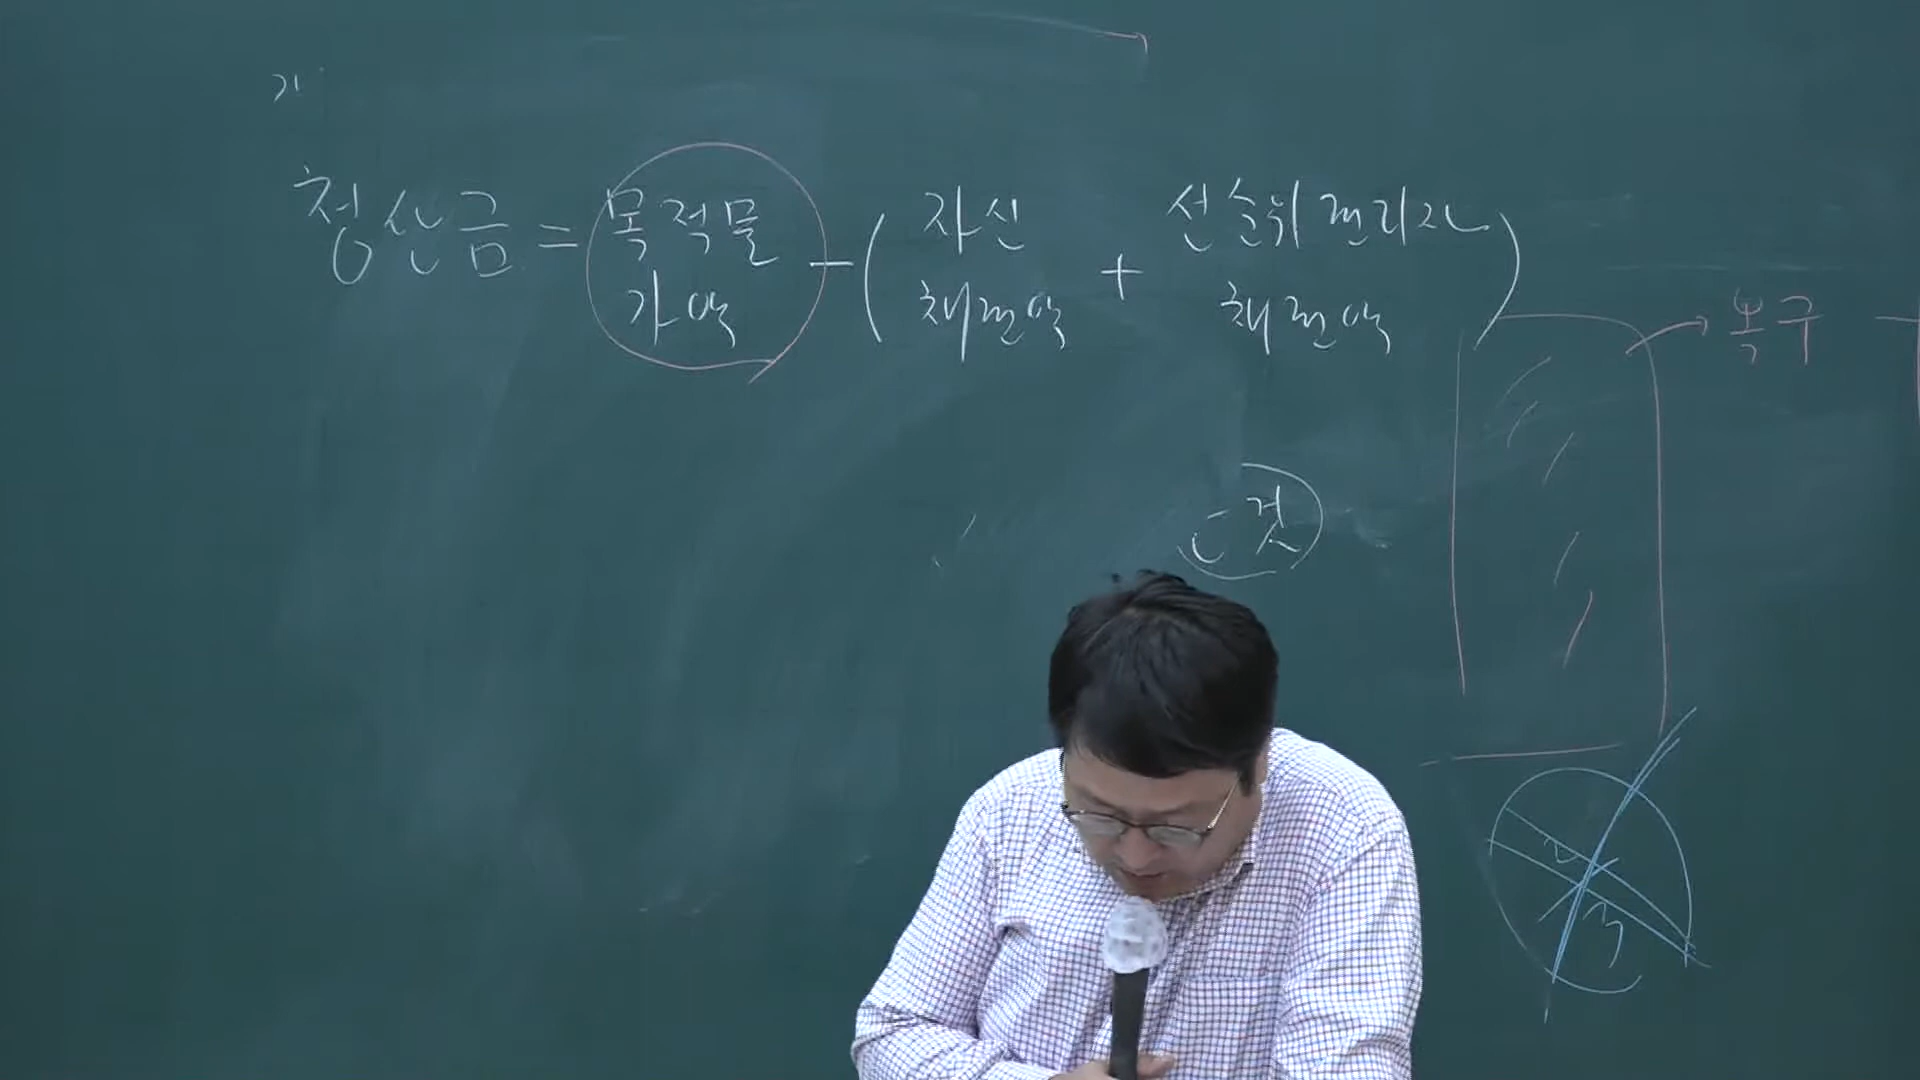 가
청산금 = 목적물 가액 - ( 자신 채권액 + 선순위권리자 채권액 )
복구